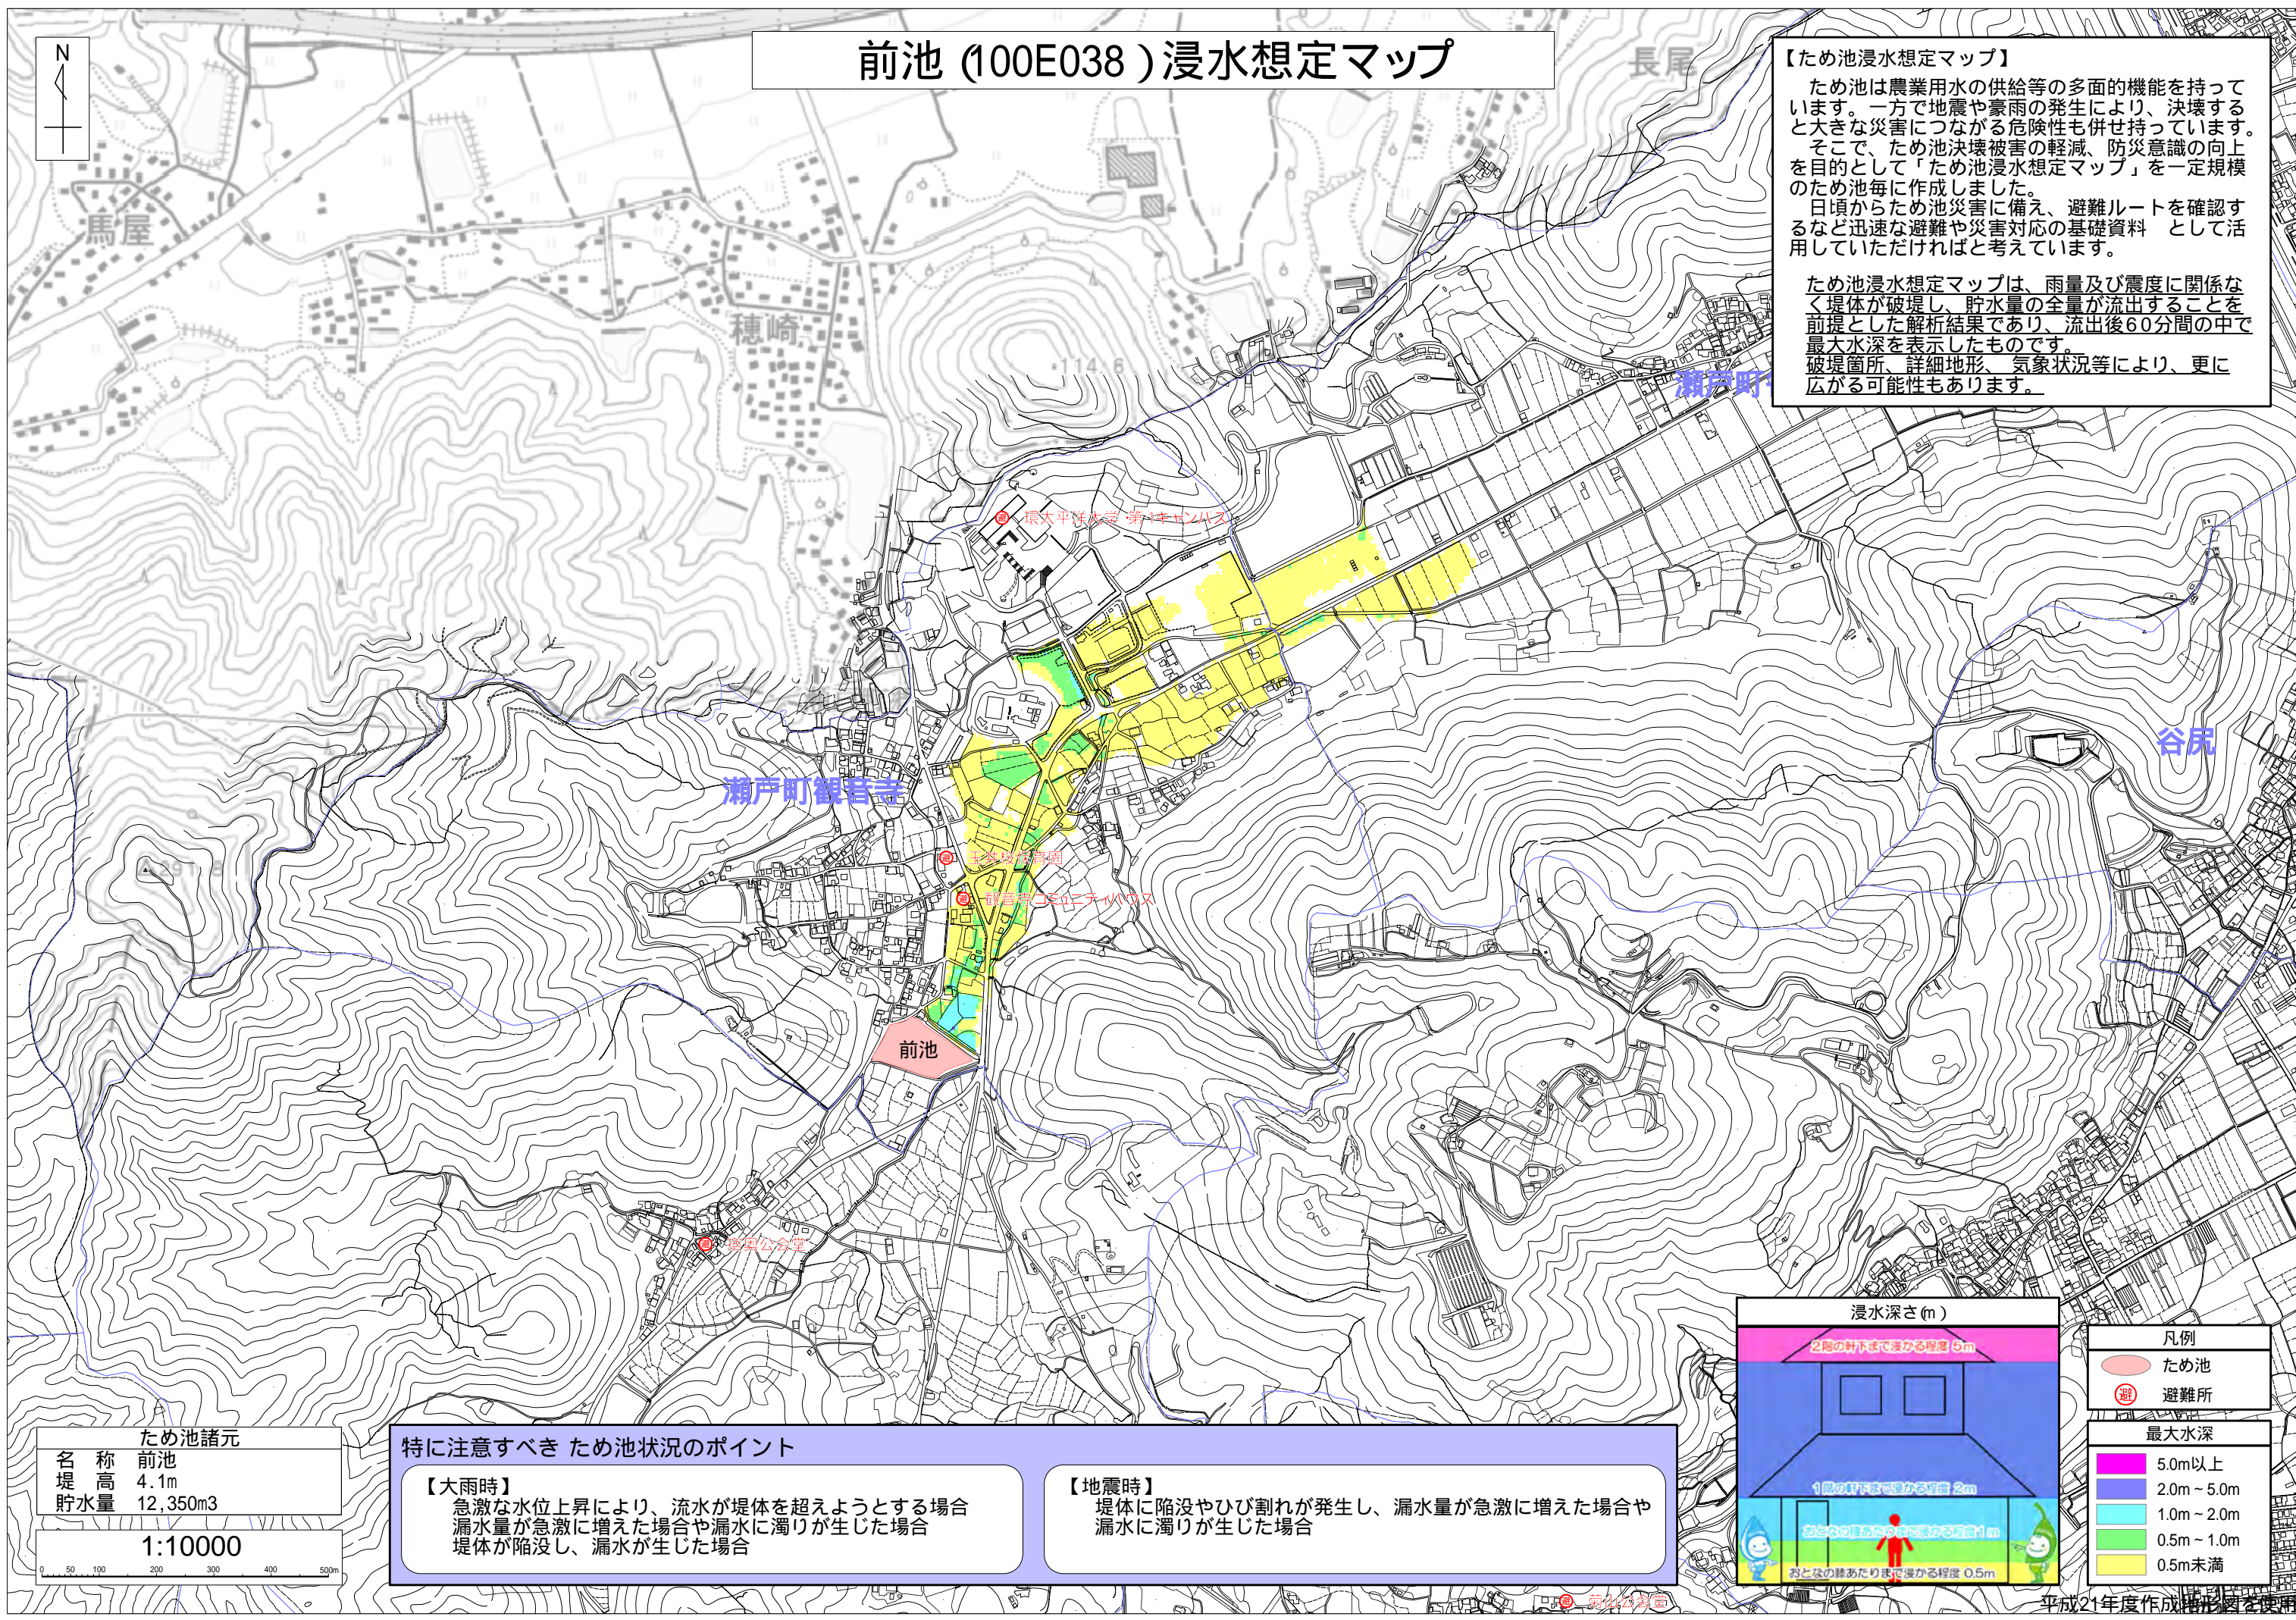 前池 (100E038 ) 浸水想定マップ
N
【ため池浸水想定マップ】
ため池は農業用水の供給等の多面的機能を持って
います。一方で地震や豪雨の発生により、決壊する
と大きな災害につながる危険性も併せ持っています。
そこで、ため池決壊被害の軽減、防災意識の向上
を目的として「ため池浸水想定マップ」を一定規模
のため池毎に作成しました。
日頃からため池災害に備え、避難ルートを確認す
るなど迅速な避難や災害対応の基礎資料　として活
用していただければと考えています。
ため池浸水想定マップは、雨量及び震度に関係な
く堤体が破堤し、貯水量の全量が流出することを
前提とした解析結果であり、流出後60分間の中で
最大水深を表示したものです。
破堤箇所、詳細地形、 気象状況等により、更に
広がる可能性もあります。
長尾
馬屋
穂崎
114.6
瀬戸町
環太平洋大学 第1キャンパス
谷尻
瀬戸町観音寺
297.8
観音寺コミュニティハウス
前池
ため池諸元
名　称　前池
堤　高　4.1m
貯水量　12,350m3
1:10000
0 50 100 200 300 400 500m
特に注意すべき ため池状況のポイント
【大雨時】
急激な水位上昇により、流水が堤体を超えようとする場合
漏水量が急激に増えた場合や漏水に濁りが生じた場合
堤体が陥没し、漏水が生じた場合
【地震時】
堤体に陥没やひび割れが発生し、漏水量が急激に増えた場合や
漏水に濁りが生じた場合
浸水深さ(m )
2階の軒下まで浸かる程度 5m
1階の軒下まで浸かる程度 2m
おとなの腰あたりまで浸かる程度 1m
おとなの膝あたりまで浸かる程度 0.5m
凡例
ため池
避 避難所
最大水深
5.0m以上
2.0m ~ 5.0m
1.0m ~ 2.0m
0.5m ~ 1.0m
0.5m未満
平成21年度作成地形図を使用